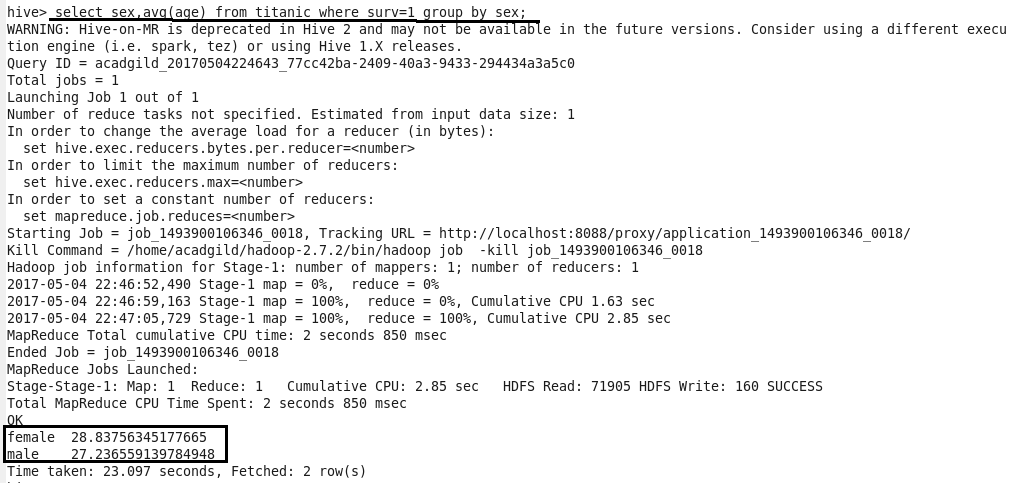 hive> select sex,avg(age) from titanic where surv=1 group by sex;
WARNING: Hive-on-MR is deprecated in Hive 2 and may not be available in the future versions. Consider using a different execu
tion engine (i.e. spark, tez) or using Hive 1.X releases.
Query ID = acadgild_20170504224643_77cc42ba-2409-40a3-9433-294434a3a5c0
Total jobs = 1
Launching Job 1 out of 1
Number of reduce tasks not specified. Estimated from input data size: 1
In order to change the average load for a reducer (in bytes):
  set hive.exec.reducers.bytes.per.reducer=<number>
In order to limit the maximum number of reducers:
  set hive.exec.reducers.max=<number>
In order to set a constant number of reducers:
  set mapreduce.job.reduces=<number>
Starting Job = job_1493900106346_0018, Tracking URL = http://localhost:8088/proxy/application_1493900106346_0018/
Kill Command = /home/acadgild/hadoop-2.7.2/bin/hadoop job  -kill job_1493900106346_0018
Hadoop job information for Stage-1: number of mappers: 1; number of reducers: 1
2017-05-04 22:46:52,490 Stage-1 map = 0%,  reduce = 0%
2017-05-04 22:46:59,163 Stage-1 map = 100%,  reduce = 0%, Cumulative CPU 1.63 sec
2017-05-04 22:47:05,729 Stage-1 map = 100%,  reduce = 100%, Cumulative CPU 2.85 sec
MapReduce Total cumulative CPU time: 2 seconds 850 msec
Ended Job = job_1493900106346_0018
MapReduce Jobs Launched:
Stage-Stage-1: Map: 1  Reduce: 1   Cumulative CPU: 2.85 sec   HDFS Read: 71905 HDFS Write: 160 SUCCESS
Total MapReduce CPU Time Spent: 2 seconds 850 msec
OK
female  28.83756345177665
male    27.236559139784948
Time taken: 23.097 seconds, Fetched: 2 row(s)